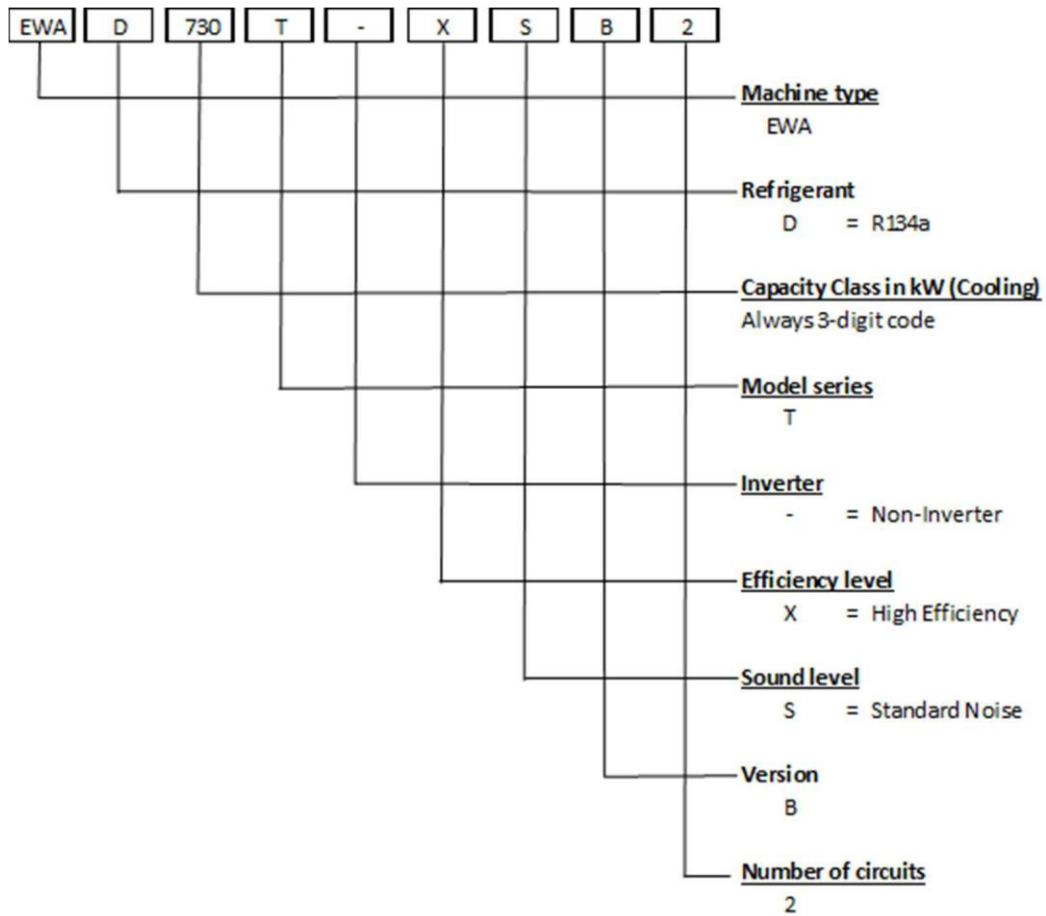 EWA D 730 T - X S B 2
Machine type
EWA
Refrigerant
D = R134a
Capacity Class in kW (Cooling)
Always 3-digit code
Model series
T
Inverter
- = Non-Inverter
Efficiency level
X = High Efficiency
Sound level
S = Standard Noise
Version
B
Number of circuits
2